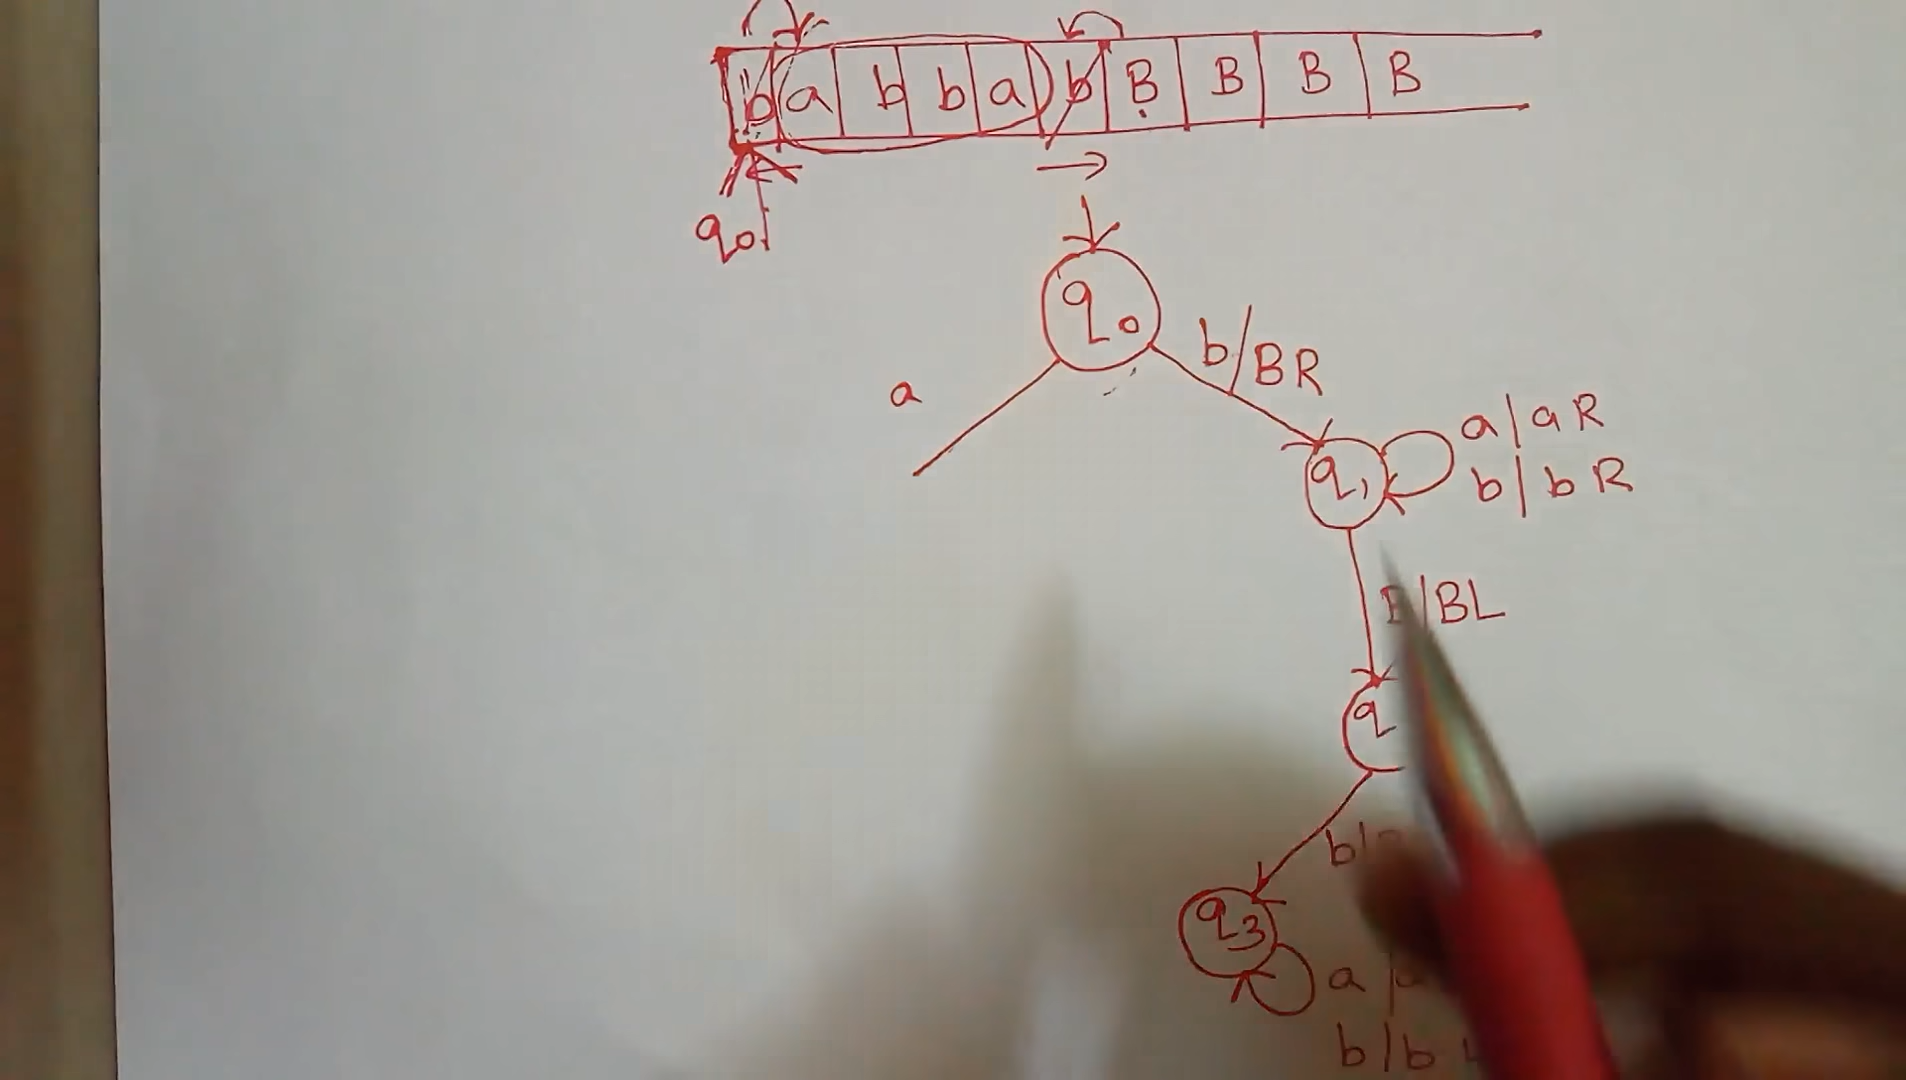 b a b b a b B B B B
q0
q0
b/BR
a
a/aR
q1
b/bR
B/BL
q
b/
q3
a/a
b/b L